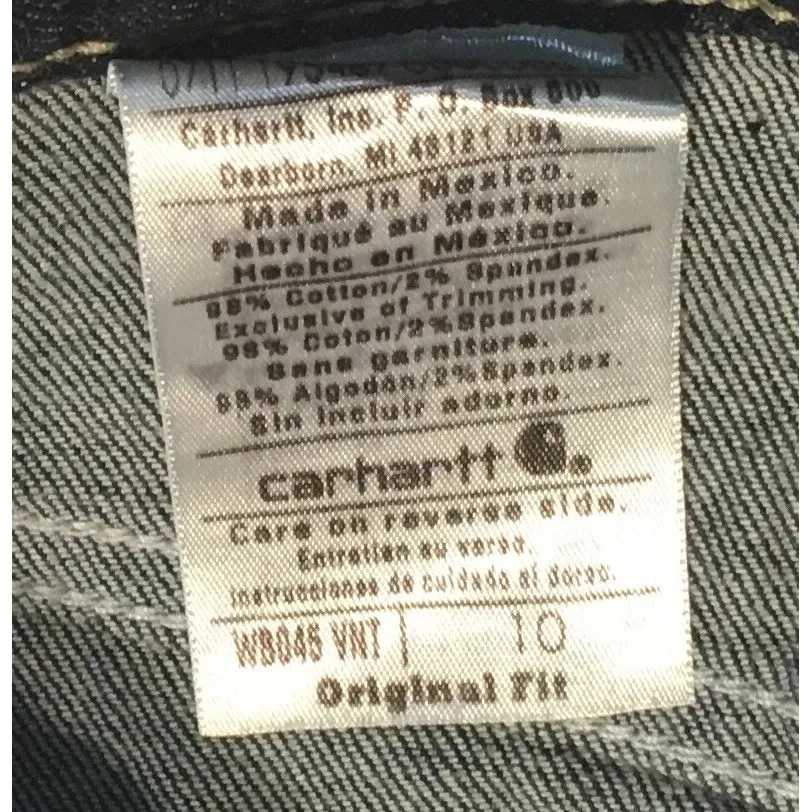 Carhartt, Inc. P. O. Box 600
Dearborn, MI 48121 USA
Made in Mexico.
Fabriqué au Mexique.
Hecho en México.
98% Cotton/2% Spandex.
Exclusive of Trimming.
98% Coton/2%Spandex.
Sans Garniture.
98% Algodón/2%Spandex.
Sin incluir adorno.
carhartt ®
Care on reverse side.
Entretien au verso.
Instrucciones de cuidado al dorso.
WB045 VNT | 10
Original Fit